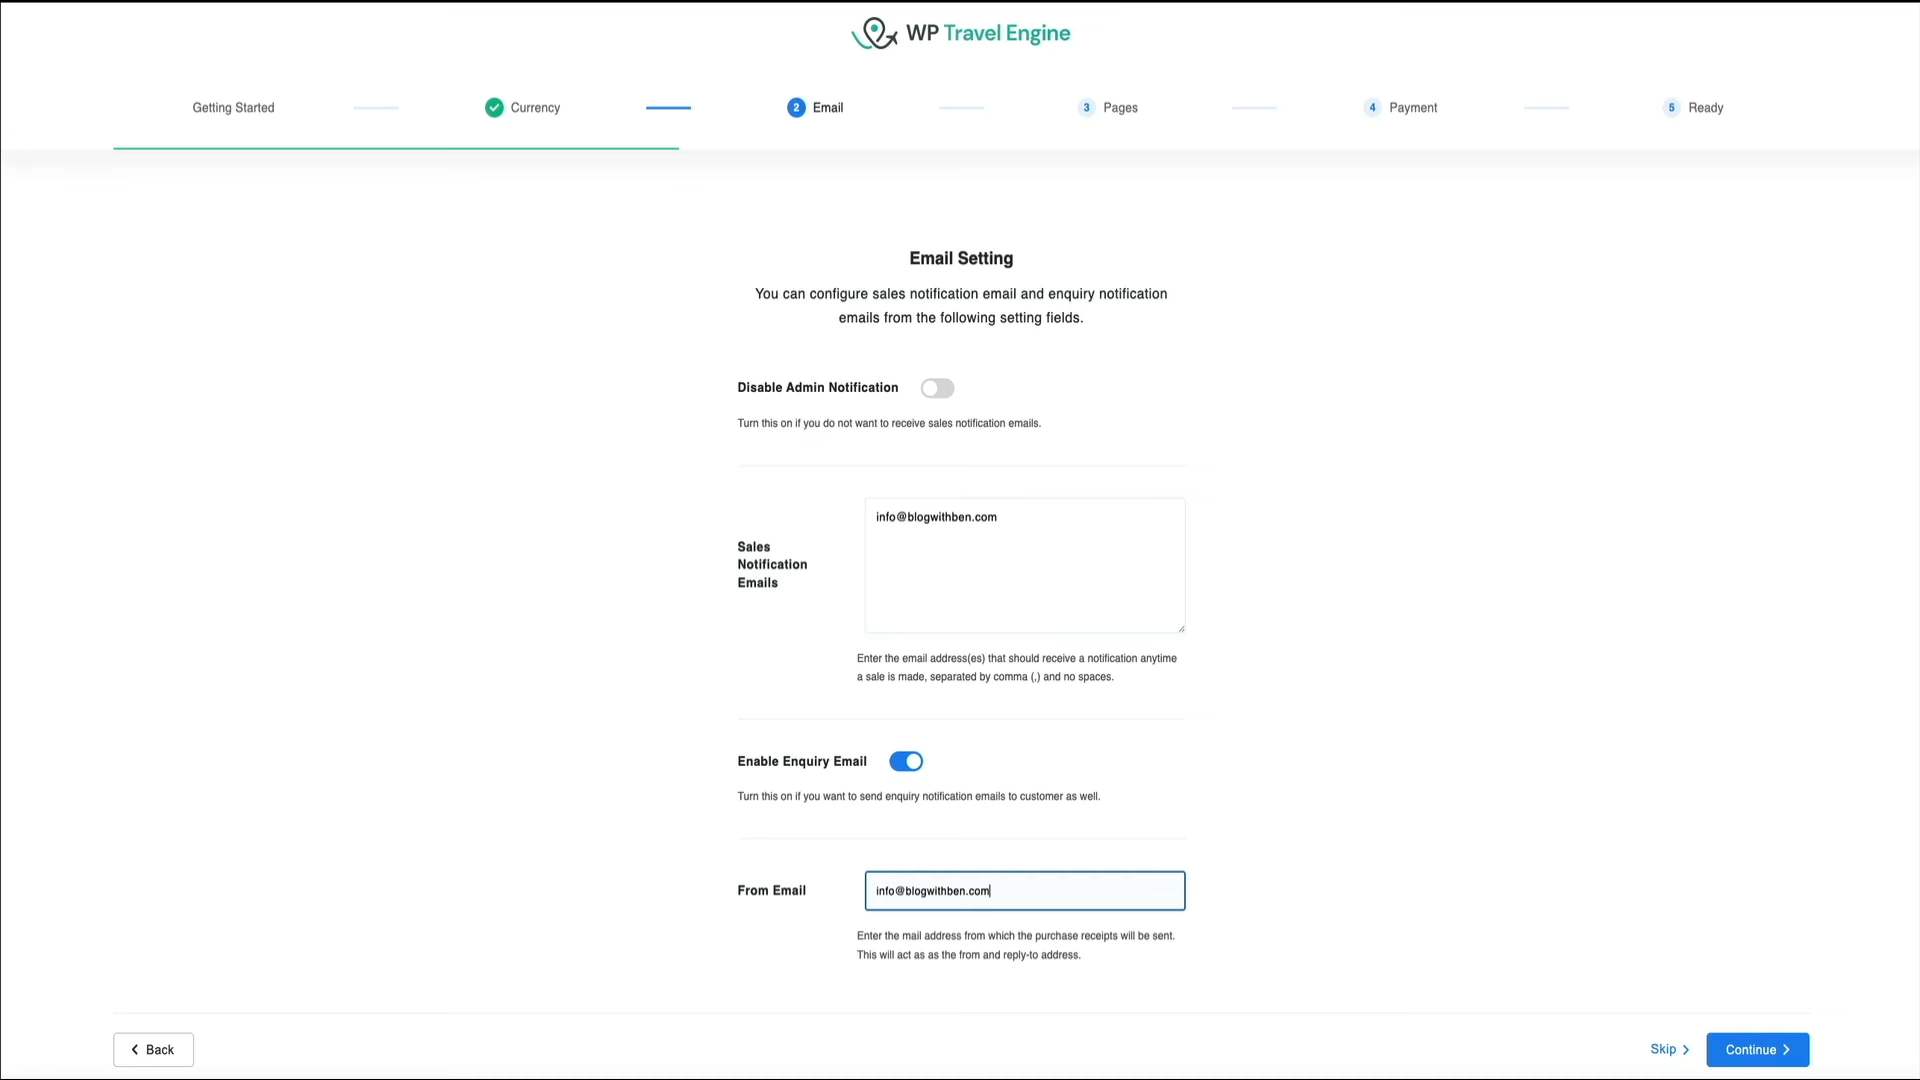 WP Travel Engine
Getting Started
Currency
2 Email
3 Pages
4 Payment
5 Ready
Email Setting
You can configure sales notification email and enquiry notification
emails from the following setting fields.
Disable Admin Notification
Turn this on if you do not want to receive sales notification emails.
info@blogwithben.com
Sales
Notification
Emails
Enter the email address(es) that should receive a notification anytime
a sale is made, separated by comma (,) and no spaces.
Enable Enquiry Email
Turn this on if you want to send enquiry notification emails to customer as well.
From Email
info@blogwithben.com
Enter the mail address from which the purchase receipts will be sent.
This will act as as the from and reply-to address.
Back
Skip
Continue